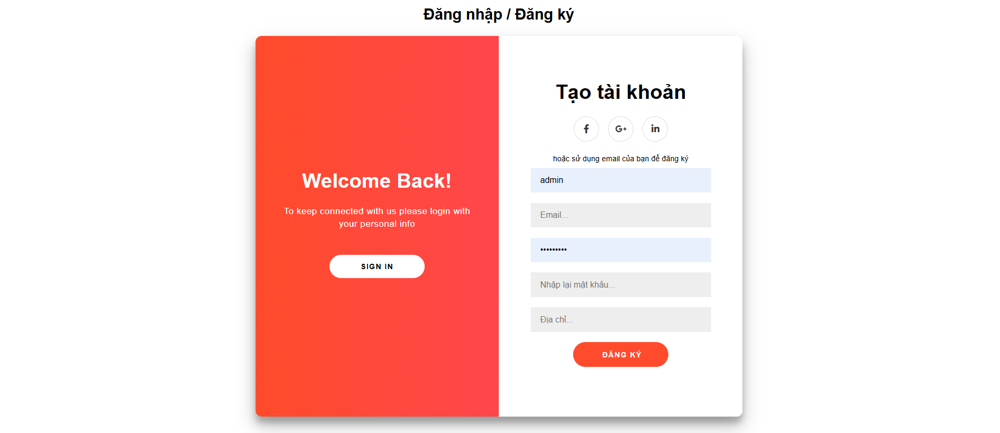 Đăng nhập / Đăng ký
Welcome Back!
To keep connected with us please login with
your personal info
SIGN IN
Tạo tài khoản
f
G+
in
hoặc sử dụng email của bạn để đăng ký
admin
Email...
•••••••••
Nhập lại mật khẩu...
Địa chỉ...
ĐĂNG KÝ